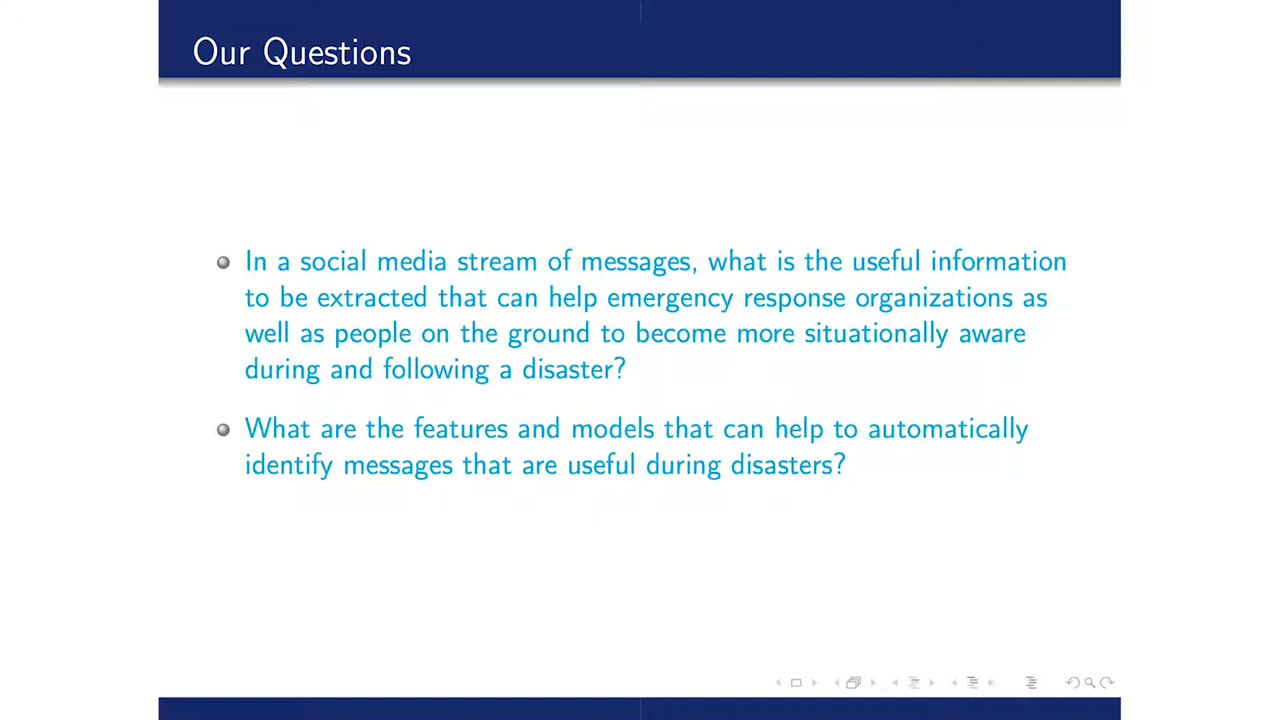 Our Questions
In a social media stream of messages, what is the useful information
to be extracted that can help emergency response organizations as
well as people on the ground to become more situationally aware
during and following a disaster?
What are the features and models that can help to automatically
identify messages that are useful during disasters?